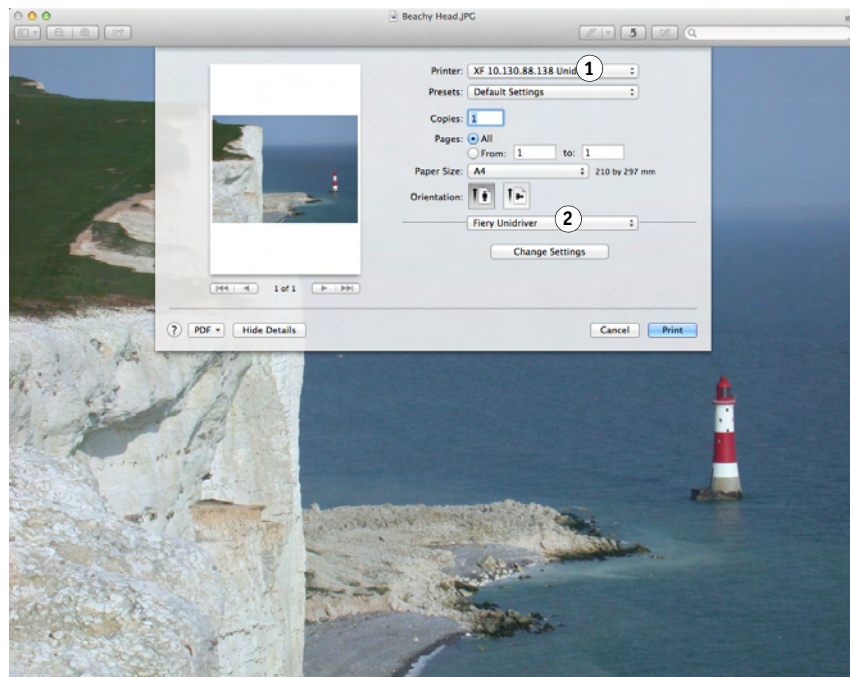 Beachy Head.JPG
Printer: XF 10.130.88.138 Unid 1
Presets: Default Settings
Copies: 1
Pages: All
From: 1 to: 1
Paper Size: A4 210 by 297 mm
Orientation:
Fiery Unidriver 2
Change Settings
1 of 1
? PDF Hide Details Cancel Print